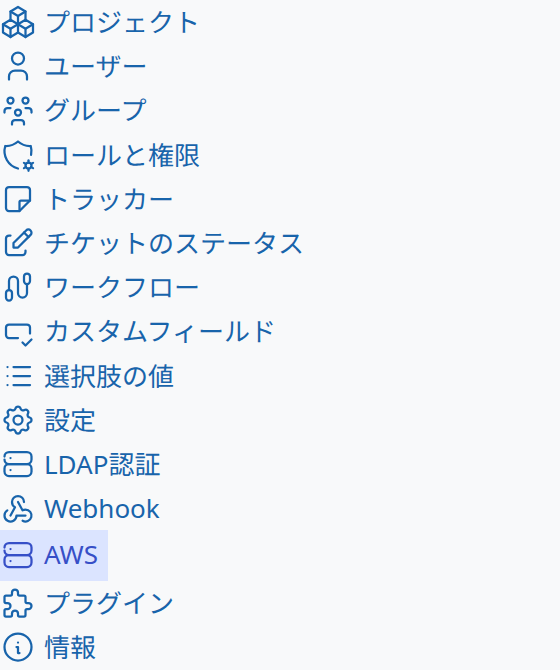 プロジェクト
ユーザー
グループ
ロールと権限
トラッカー
チケットのステータス
ワークフロー
カスタムフィールド
選択肢の値
設定
LDAP認証
Webhook
AWS
プラグイン
情報